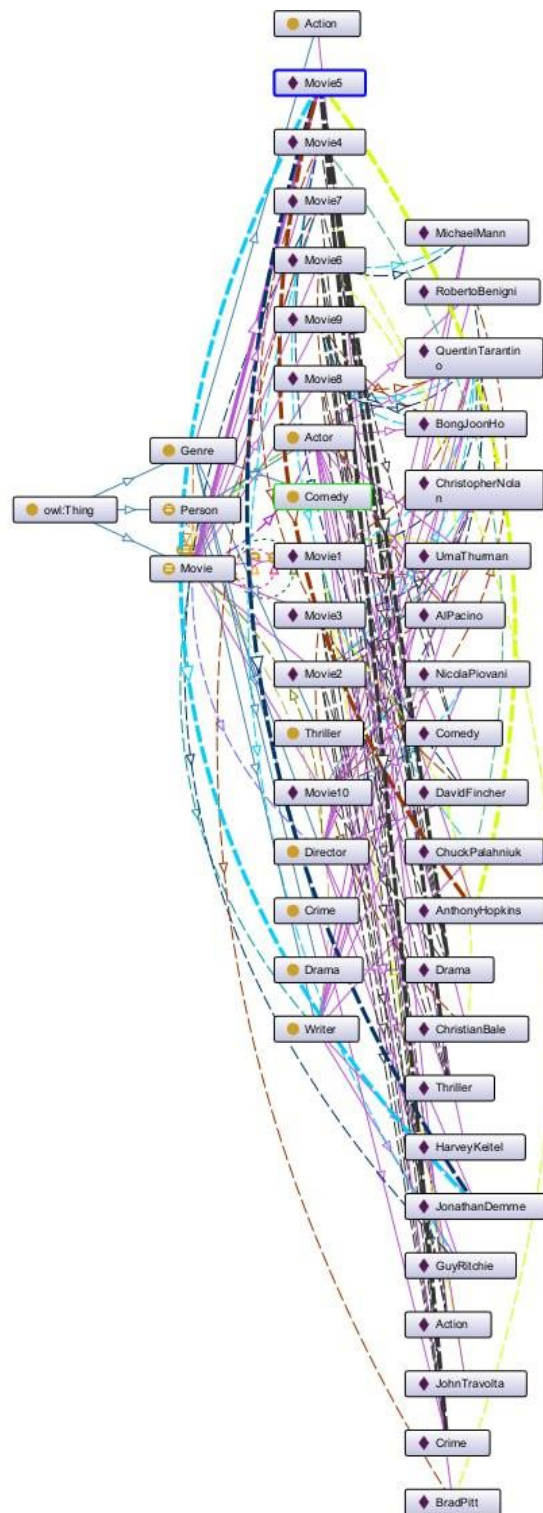 Action
Movie5
Movie4
Movie7
Movie6
Movie9
Movie8
Actor
Comedy
Movie1
Movie3
Movie2
Thriller
Movie10
Director
Crime
Drama
Writer
Genre
owl:Thing
Person
Movie
MichaelMann
RobertoBenigni
QuentinTarantin
o
BongJoonHo
ChristopherNola
n
UmaThurman
AlPacino
NicolaPiovani
Comedy
DavidFincher
ChuckPalahniuk
AnthonyHopkins
Drama
ChristianBale
Thriller
HarveyKeitel
JonathanDemme
GuyRitchie
Action
JohnTravolta
Crime
BradPitt